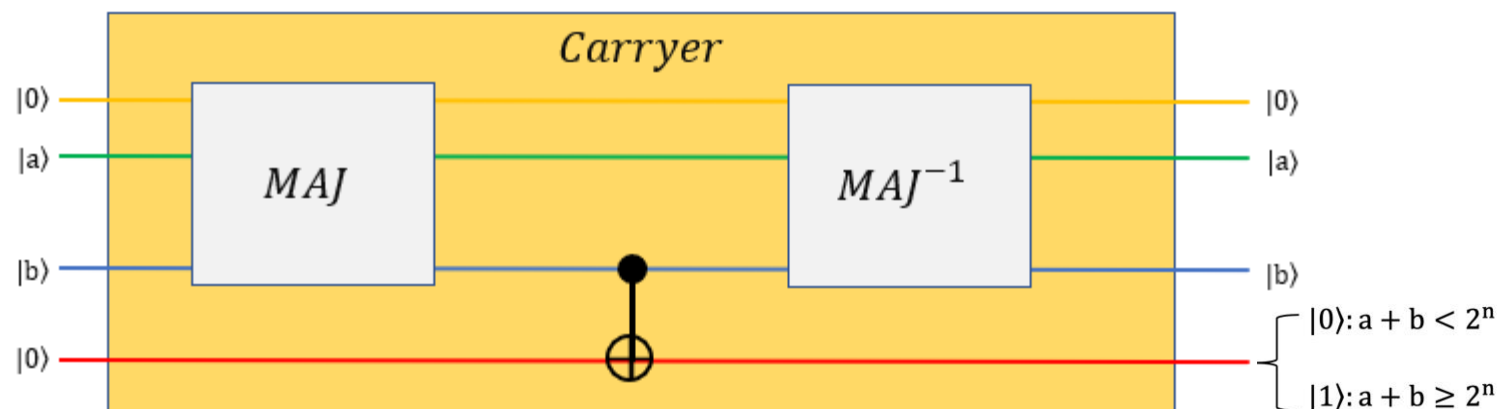 Carryer
|0⟩ |0⟩
|a⟩ MAJ MAJ⁻¹ |a⟩
|b⟩ |b⟩
|0⟩: a + b < 2ⁿ
|0⟩
|1⟩: a + b ≥ 2ⁿ